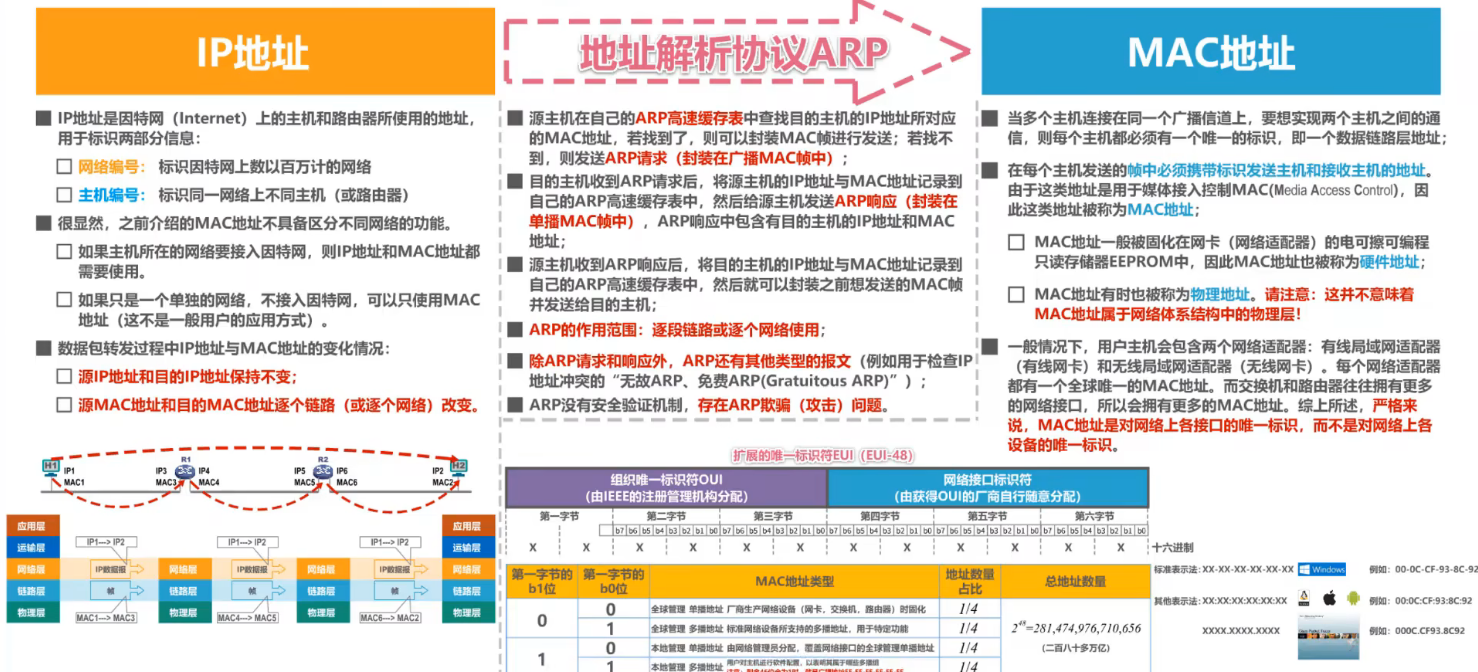 IP地址
IP地址是因特网（Internet）上的主机和路由器所使用的地址，
用于标识两部分信息：
网络编号： 标识因特网上数以百万计的网络
主机编号： 标识同一网络上不同主机（或路由器）
很显然，之前介绍的MAC地址不具备区分不同网络的功能。
如果主机所在的网络要接入因特网，则IP地址和MAC地址都
需要使用。
如果只是一个单独的网络，不接入因特网，可以只使用MAC
地址（这不是一般用户的应用方式）。
数据包转发过程中IP地址与MAC地址的变化情况：
源IP地址和目的IP地址保持不变；
源MAC地址和目的MAC地址逐个链路（或逐个网络）改变。
H1
R1
R2
H2
IP1
IP3
IP4
IP5
IP6
IP2
MAC1
MAC3
MAC4
MAC5
MAC6
MAC2
应用层
应用层
运输层
IP1---> IP2
IP1---> IP2
IP1---> IP2
运输层
网络层
IP数据报
网络层
IP数据报
网络层
IP数据报
网络层
链路层
帧
链路层
帧
链路层
帧
链路层
物理层
MAC1---> MAC3
物理层
MAC4---> MAC5
物理层
MAC6---> MAC2
物理层
地址解析协议ARP
源主机在自己的ARP高速缓存表中查找目的主机的IP地址所对应
的MAC地址，若找到了，则可以封装MAC帧进行发送；若找不
到，则发送ARP请求（封装在广播MAC帧中）；
目的主机收到ARP请求后，将源主机的IP地址与MAC地址记录到
自己的ARP高速缓存表中，然后给源主机发送ARP响应（封装在
单播MAC帧中），ARP响应中包含有目的主机的IP地址和MAC
地址；
源主机收到ARP响应后，将目的主机的IP地址与MAC地址记录到
自己的ARP高速缓存表中，然后就可以封装之前想发送的MAC帧
并发送给目的主机；
ARP的作用范围：逐段链路或逐个网络使用；
除ARP请求和响应外，ARP还有其他类型的报文（例如用于检查IP
地址冲突的“无故ARP、免费ARP(Gratuitous ARP)”）；
ARP没有安全验证机制，存在ARP欺骗（攻击）问题。
MAC地址
当多个主机连接在同一个广播信道上，要想实现两个主机之间的通
信，则每个主机都必须有一个唯一的标识，即一个数据链路层地址；
在每个主机发送的帧中必须携带标识发送主机和接收主机的地址。
由于这类地址是用于媒体接入控制MAC(Media Access Control)，因
此这类地址被称为MAC地址；
MAC地址一般被固化在网卡（网络适配器）的电可擦可编程
只读存储器EEPROM中，因此MAC地址也被称为硬件地址；
MAC地址有时也被称为物理地址。请注意：这并不意味着
MAC地址属于网络体系结构中的物理层！
一般情况下，用户主机会包含两个网络适配器：有线局域网适配器
（有线网卡）和无线局域网适配器（无线网卡）。每个网络适配器
都有一个全球唯一的MAC地址。而交换机和路由器往往拥有更多
的网络接口，所以会拥有更多的MAC地址。综上所述，严格来
说，MAC地址是对网络上各接口的唯一标识，而不是对网络上各
设备的唯一标识。
扩展的唯一标识符EUI（EUI-48）
组织唯一标识符OUI
（由IEEE的注册管理机构分配）
网络接口标识符
（由获得OUI的厂商自行随意分配）
第一字节 第二字节 第三字节 第四字节 第五字节 第六字节
b7 b6 b5 b4 b3 b2 b1 b0 b7 b6 b5 b4 b3 b2 b1 b0 b7 b6 b5 b4 b3 b2 b1 b0 b7 b6 b5 b4 b3 b2 b1 b0 b7 b6 b5 b4 b3 b2 b1 b0
X X X X X X X X X X X X 十六进制
第一字节的
b1位
第一字节的
b0位
MAC地址类型
地址数量
占比
总地址数量
0
0 全球管理 单播地址 厂商生产网络设备（网卡，交换机，路由器）时固化 1/4
1 全球管理 多播地址 标准网络设备所支持的多播地址，用于特定功能 1/4
2⁴⁸=281,474,976,710,656
（二百八十多万亿）
1
0 本地管理 单播地址 由网络管理员分配，覆盖网络接口的全球管理单播地址 1/4
1 本地管理 多播地址 用户对主机进行软件配置，以表明其属于哪些多播组 1/4
标准表示法: XX-XX-XX-XX-XX-XX Windows 例如： 00-0C-CF-93-8C-92
其他表示法: XX:XX:XX:XX:XX:XX 例如： 00:0C:CF:93:8C:92
XXXX.XXXX.XXXX 例如： 000C.CF93.8C92